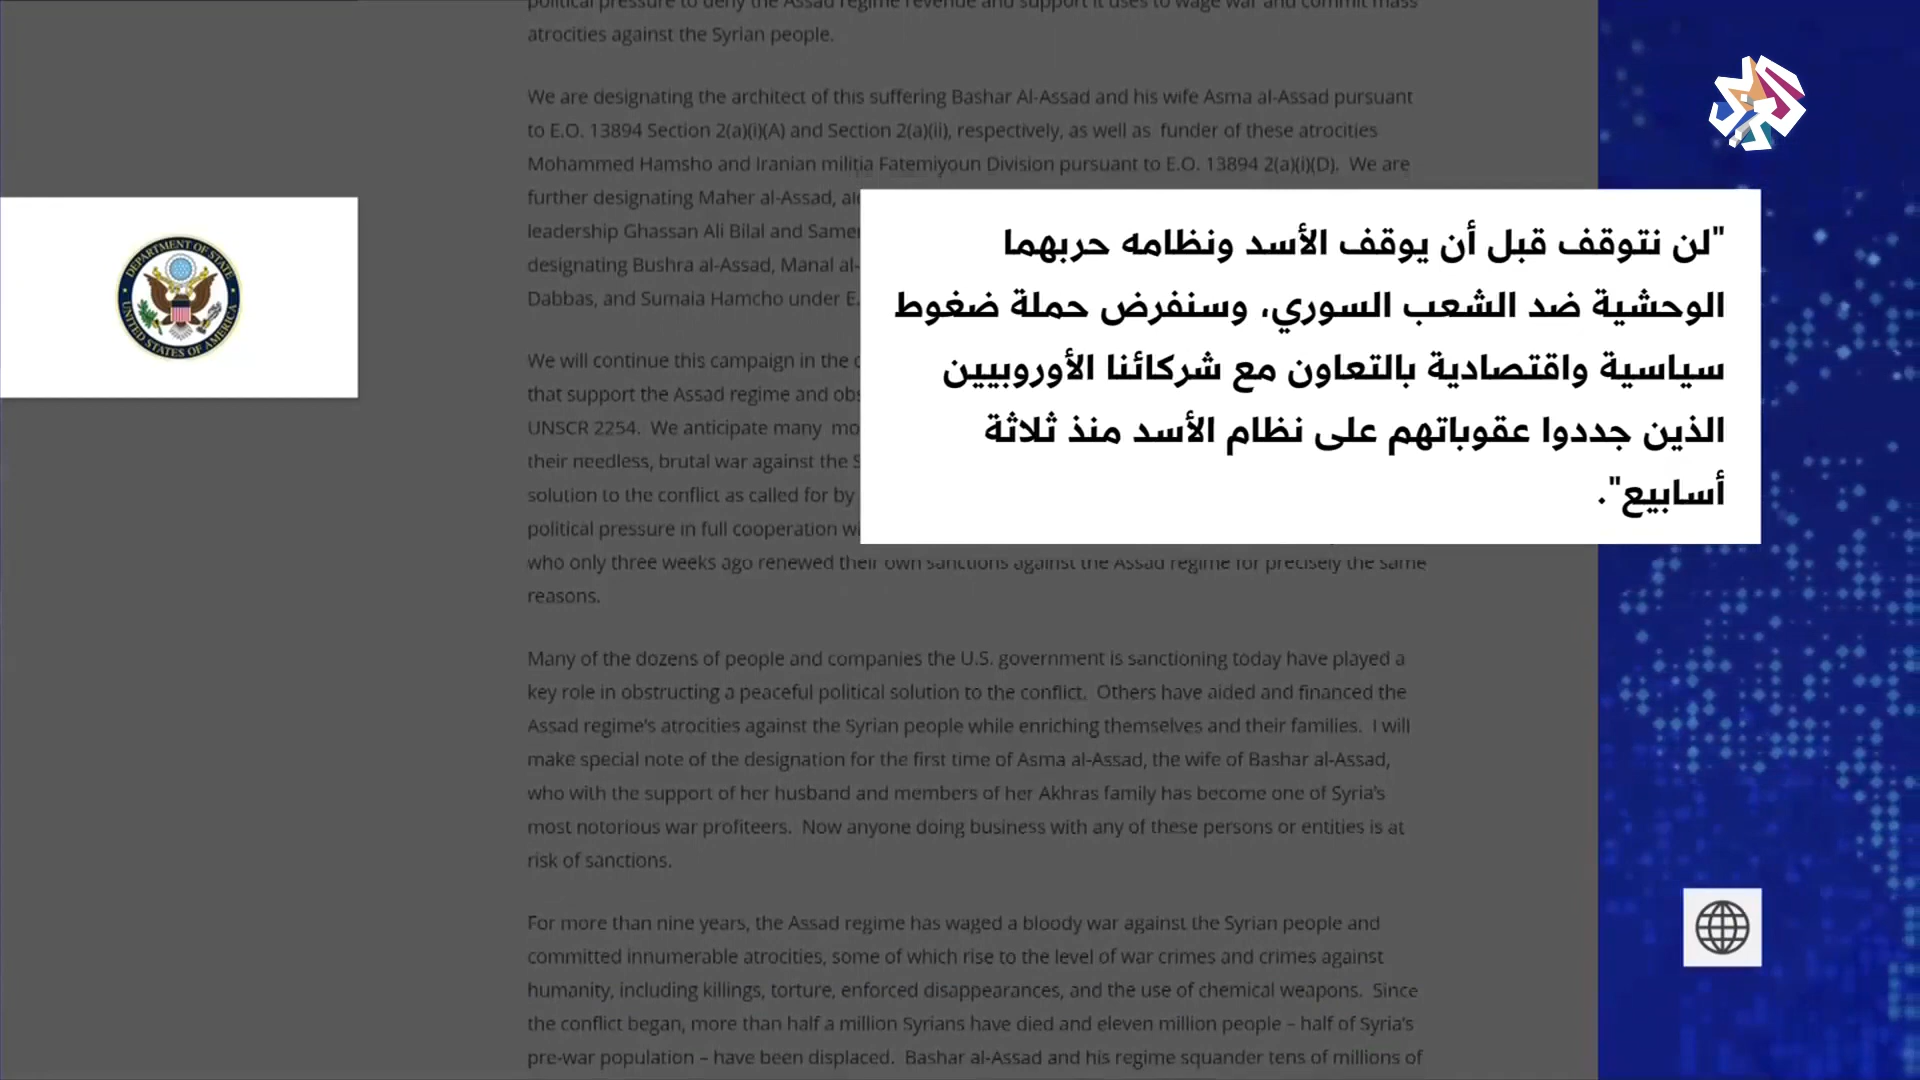 political pressure to deny the Assad regime revenue and support it uses to wage war and commit mass
atrocities against the Syrian people.
We are designating the architect of this suffering Bashar Al-Assad and his wife Asma al-Assad pursuant
to E.O. 13894 Section 2(a)(i)(A) and Section 2(a)(ii), respectively, as well as funder of these atrocities
Mohammed Hamsho and Iranian militia Fatemiyoun Division pursuant to E.O. 13894 2(a)(i)(D). We are
further designating Maher al-Assad,
leadership Ghassan Ali Bilal and
designating Bushra al-Assad, Manal
Dabbas, and Sumaia Hamcho under
We will continue this campaign in the
that support the Assad regime and
UNSCR 2254. We anticipate many
their needless, brutal war against the
solution to the conflict as called for by
political pressure in full cooperation
who only three weeks ago renewed their own sanctions against the Assad regime for precisely the same
reasons.
Many of the dozens of people and companies the U.S. government is sanctioning today have played a
key role in obstructing a peaceful political solution to the conflict. Others have aided and financed the
Assad regime's atrocities against the Syrian people while enriching themselves and their families. I will
make special note of the designation for the first time of Asma al-Assad, the wife of Bashar al-Assad,
who with the support of her husband and members of her Akhras family has become one of Syria's
most notorious war profiteers. Now anyone doing business with any of these persons or entities is at
risk of sanctions.
For more than nine years, the Assad regime has waged a bloody war against the Syrian people and
committed innumerable atrocities, some of which rise to the level of war crimes and crimes against
humanity, including killings, torture, enforced disappearances, and the use of chemical weapons. Since
the conflict began, more than half a million Syrians have died and eleven million people – half of Syria's
pre-war population – have been displaced. Bashar al-Assad and his regime squander tens of millions of
DEPARTMENT OF STATE
UNITED STATES OF AMERICA
"لن نتوقف قبل أن يوقف الأسد ونظامه حربهما
الوحشية ضد الشعب السوري، وسنفرض حملة ضغوط
سياسية واقتصادية بالتعاون مع شركائنا الأوروبيين
الذين جددوا عقوباتهم على نظام الأسد منذ ثلاثة
أسابيع".